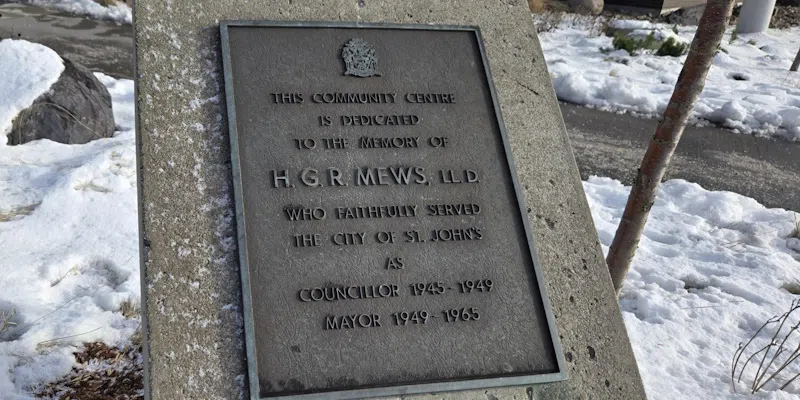 THIS COMMUNITY CENTRE
IS DEDICATED
TO THE MEMORY OF
H. G. R. MEWS, LL.D.
WHO FAITHFULLY SERVED
THE CITY OF ST. JOHN'S
AS
COUNCILLOR 1945-1949
MAYOR 1949-1965